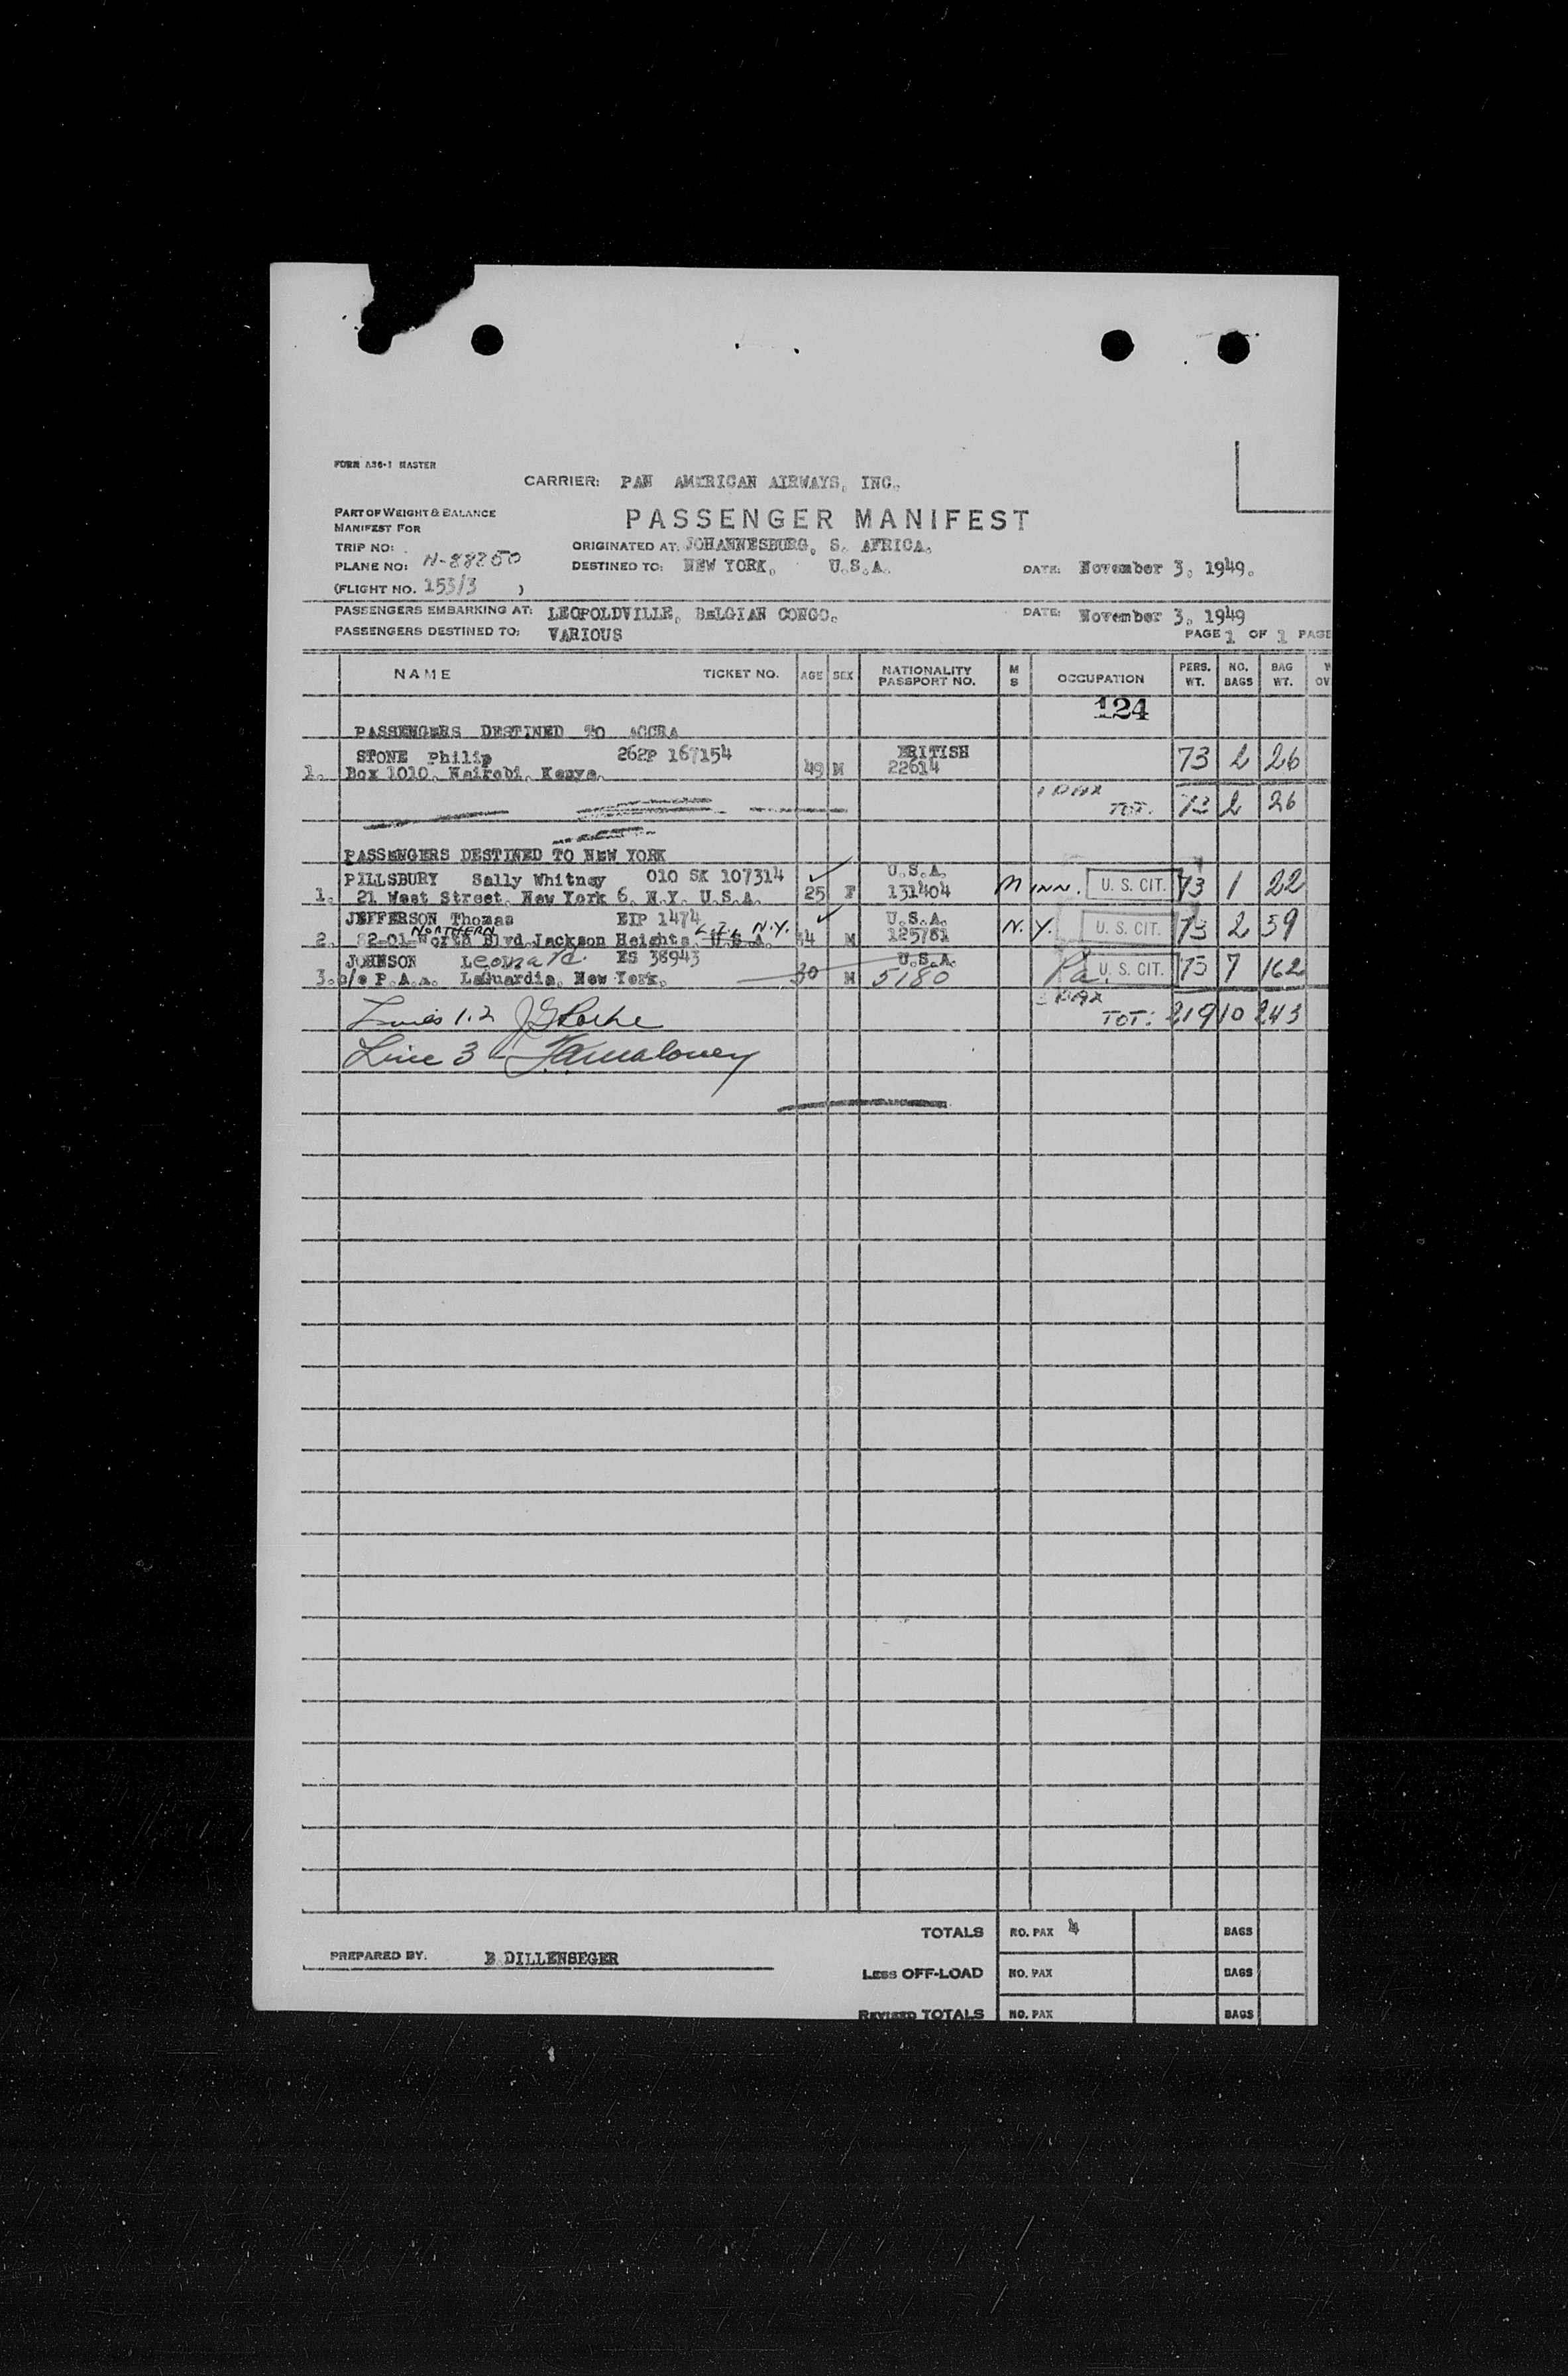 FORM A36-1 MASTER
CARRIER: PAN AMERICAN AIRWAYS, INC.
PART OF WEIGHT & BALANCE
MANIFEST FOR
PASSENGER MANIFEST
TRIP NO:
ORIGINATED AT: JOHANNESBURG, S. AFRICA.
PLANE NO: N-88250
DESTINED TO: NEW YORK, U.S.A. DATE: November 3, 1949.
(FLIGHT NO. 153/3 )
PASSENGERS EMBARKING AT: LEOPOLDVILLE, BELGIAN CONGO. DATE: November 3, 1949
PASSENGERS DESTINED TO: VARIOUS PAGE 1 OF 1 PAGE
NAME TICKET NO. AGE SEX NATIONALITY PASSPORT NO. M S OCCUPATION PERS. WT. NO. BAGS BAG WT.
124
PASSENGERS DESTINED TO ACCRA
STONE Philip 262P 167154 BRITISH 73 2 26
1. Box 1010, Nairobi, Kenya. 49 M 22614
1 PAX
TOT. 73 2 26
PASSENGERS DESTINED TO NEW YORK
PILLSBURY Sally Whitney 010 SK 107314 U.S.A. MINN. U. S. CIT. 73 1 22
1. 21 West Street, New York 6, N.Y. U.S.A. 25 F 131404
JEFFERSON Thomas EIP 1474 U.S.A. N.Y. U. S. CIT. 73 2 59
NORTHERN L.I., N.Y.
2. 82-01 North Blvd Jackson Heights, U.S.A. 44 M 125781
JOHNSON Leonard. ES 38943 U.S.A. Pa. U. S. CIT. 73 7 162
3. c/o P.A.A. LaGuardia, New York. 30 M 5180
3 PAX
Lines 1.2 TOT: 219 10 243
Line 3 - Maloney
TOTALS NO. PAX 4 BAGS
PREPARED BY. B DILLENSEGER
LESS OFF-LOAD NO. PAX BAGS
REVISED TOTALS NO. PAX BAGS